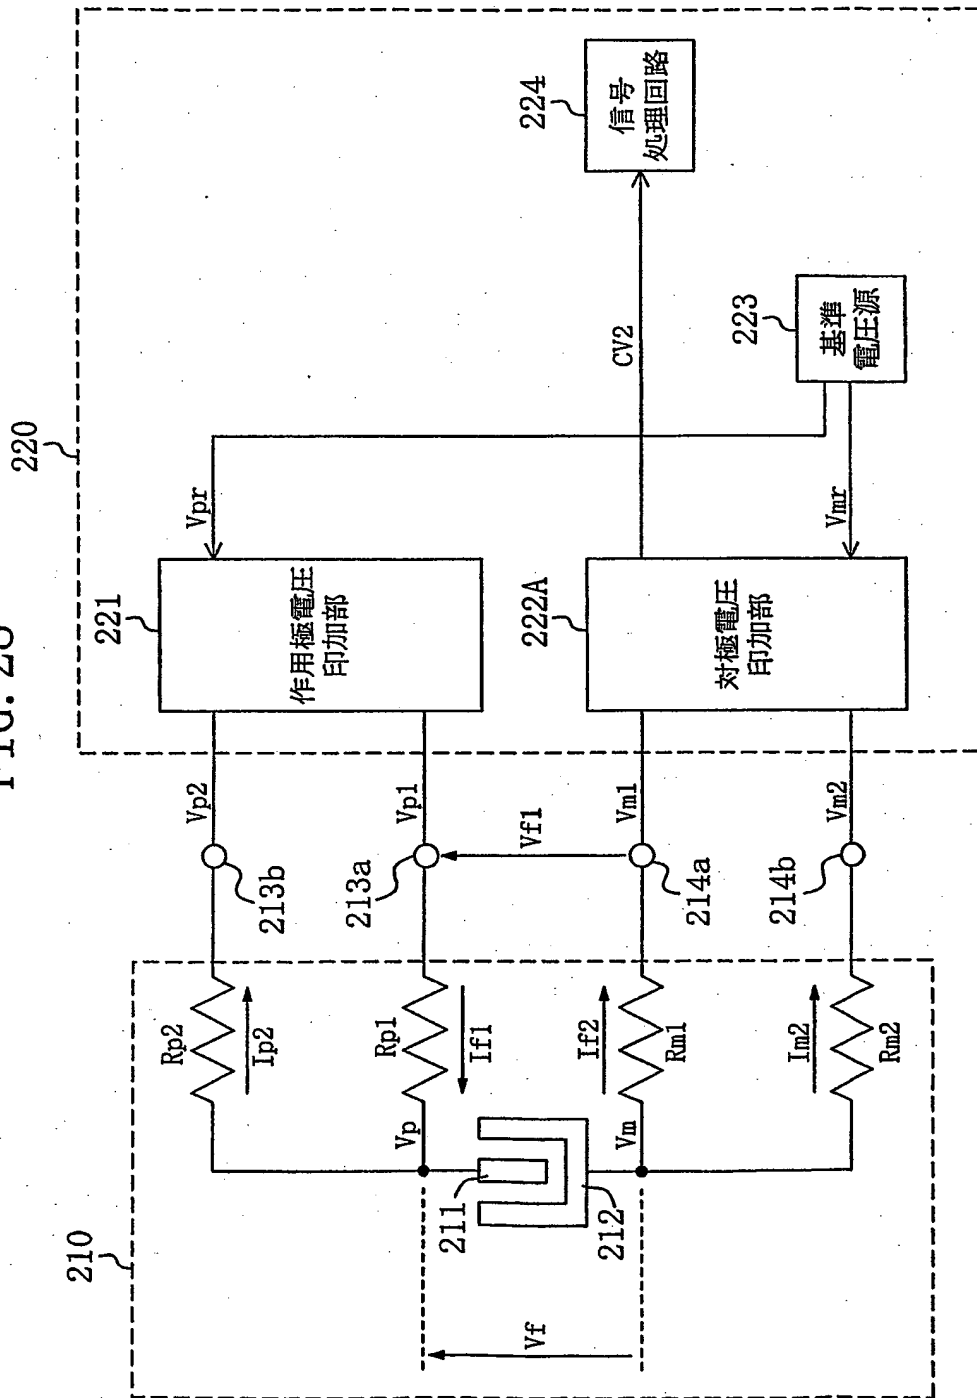 FIG. 28
220
224
信号
処理回路
CV2
223
基準
電圧源
Vpr
Vmr
221
作用極電圧
印加部
222A
対極電圧
印加部
Vp2
Vp1
Vm1
Vm2
Vf1
213b
213a
214a
214b
210
Rp2
Ip2
Rp1
If1
If2
Rm1
Im2
Rm2
Vp
Vm
211
212
Vf